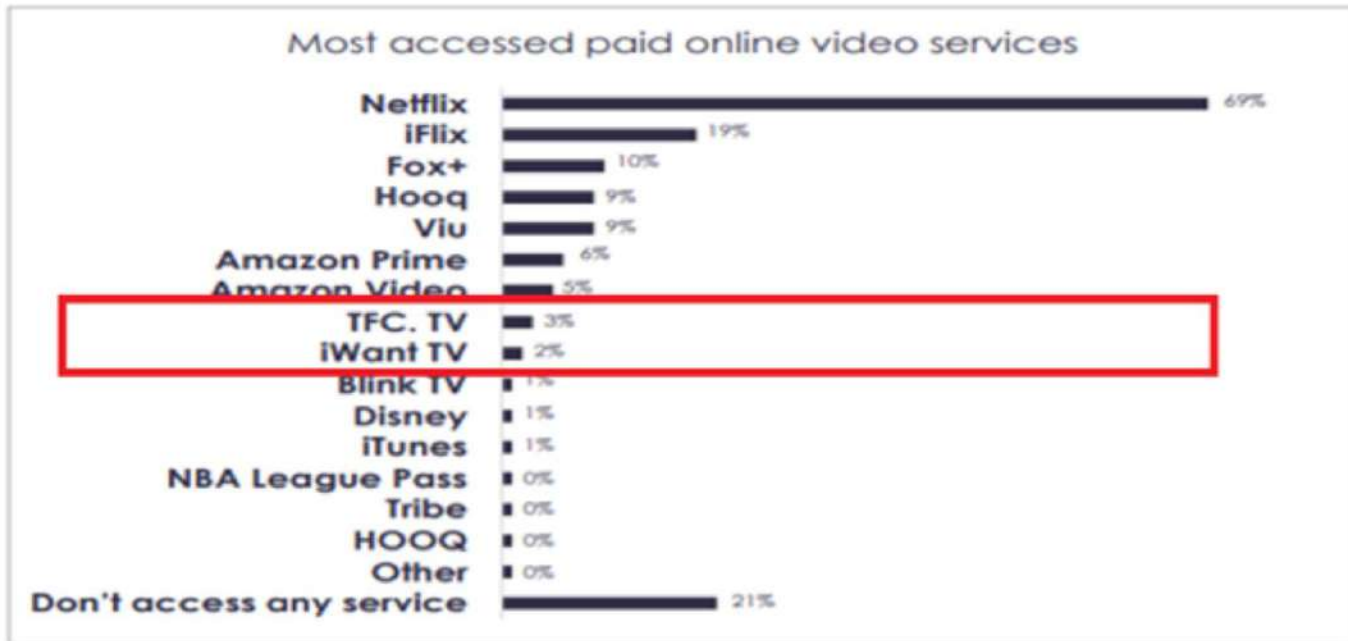 Most accessed paid online video services
Netflix 69%
iFlix 19%
Fox+ 10%
Hooq 9%
Viu 9%
Amazon Prime 6%
Amazon Video 5%
TFC. TV 3%
iWant TV 2%
Blink TV 1%
Disney 1%
iTunes 1%
NBA League Pass 0%
Tribe 0%
HOOQ 0%
Other 0%
Don't access any service 21%